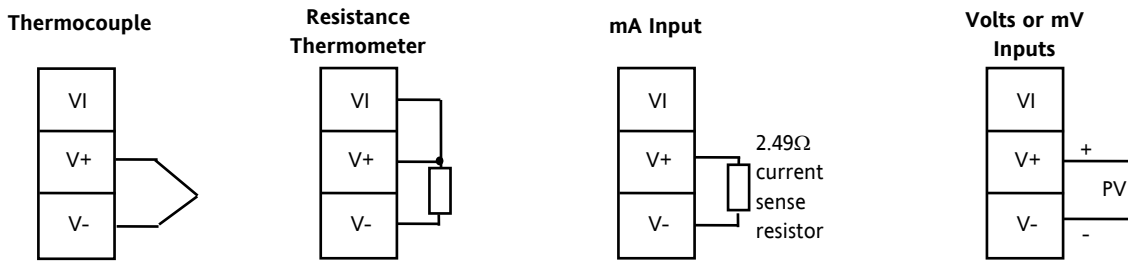 Thermocouple
VI
V+
V-
Resistance
Thermometer
VI
V+
V-
mA Input
VI
V+
V-
2.49Ω
current
sense
resistor
Volts or mV
Inputs
VI
V+
V-
+
PV
-